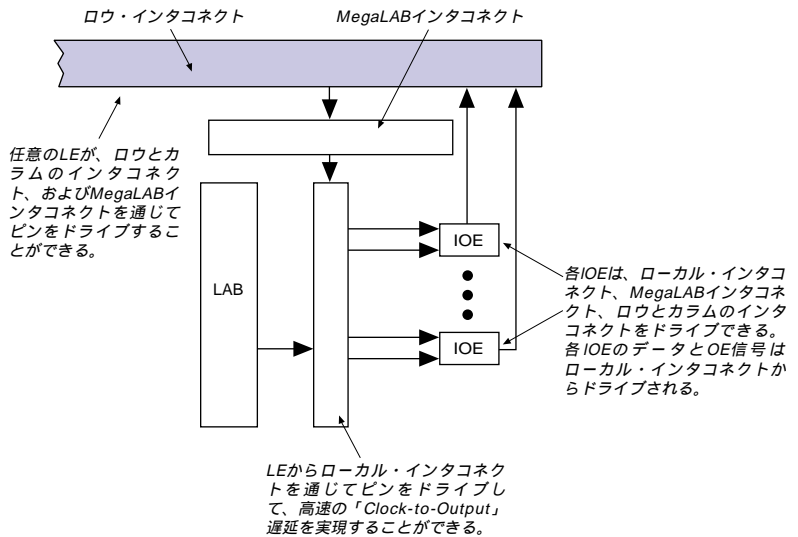 ロウ・インタコネクト
MegaLABインタコネクト
任意のLEが、ロウとカ
ラムのインタコネク
ト、およびMegaLABイ
ンタコネクトを通じて
ピンをドライブするこ
とができる。
LAB
IOE
IOE
各IOEは、ローカル・インタコ
ネクト、MegaLABインタコネ
クト、ロウとカラムのインタ
コネクトをドライブできる。
各IOEのデータとOE信号は
ローカル・インタコネクトか
らドライブされる。
LEからローカル・インタコネク
トを通じてピンをドライブし
て、高速の「Clock-to-Output」
遅延を実現することができる。